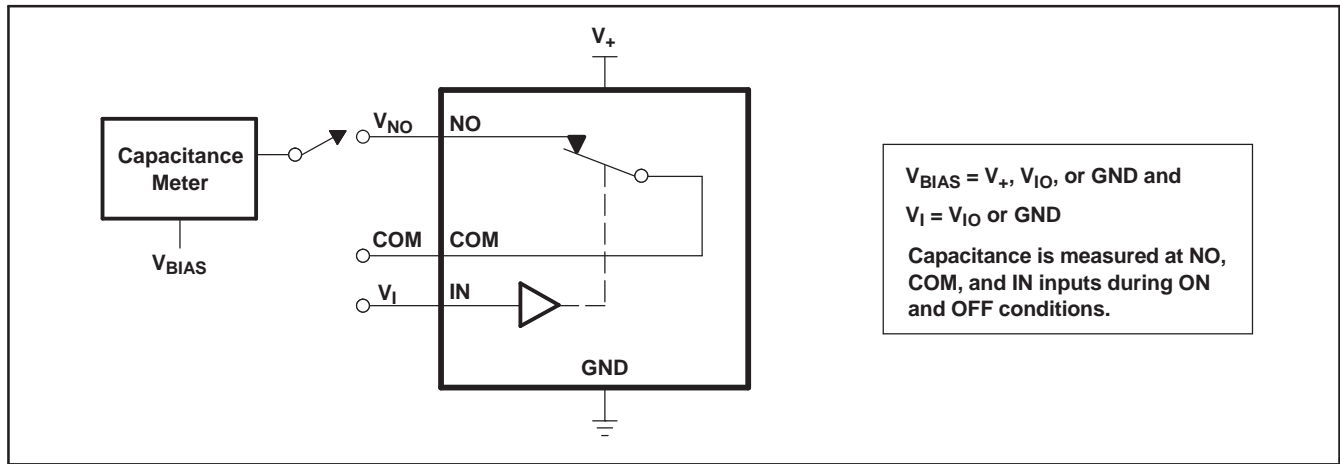 V+
VNO
NO
Capacitance
Meter
VBIAS
COM
COM
VI
IN
GND
VBIAS = V+, VIO, or GND and
VI = VIO or GND
Capacitance is measured at NO,
COM, and IN inputs during ON
and OFF conditions.